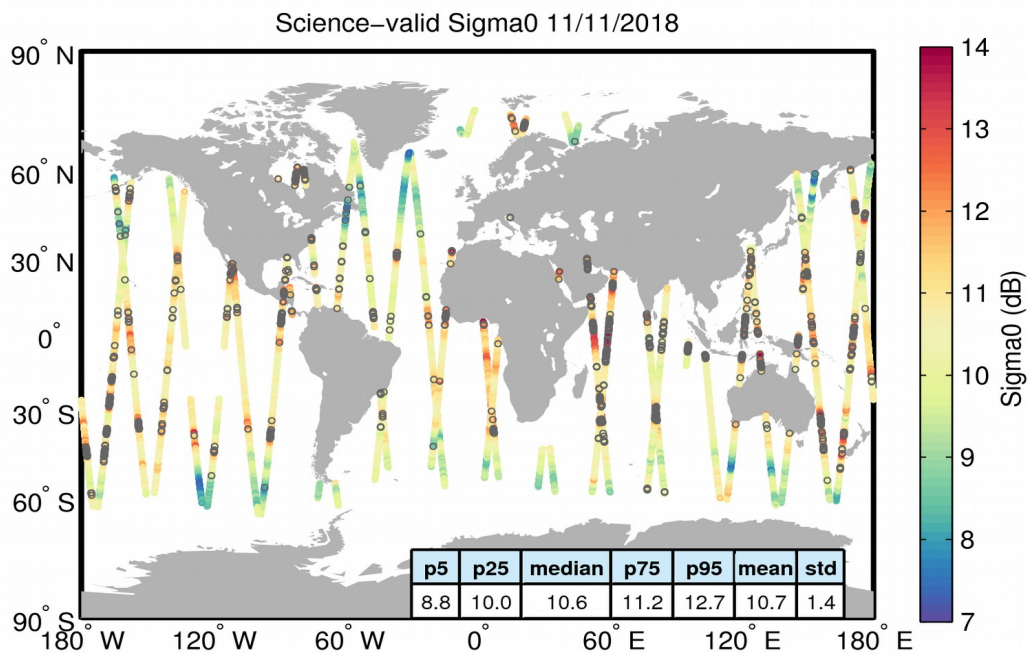 Science−valid Sigma0 11/11/2018
90° N
60° N
30° N
0°
30° S
60° S
90° S
180° W
120° W
60° W
0°
60° E
120° E
180° E
p5 p25 median p75 p95 mean std
8.8 10.0 10.6 11.2 12.7 10.7 1.4
14
13
12
11
10
9
8
7
Sigma0 (dB)